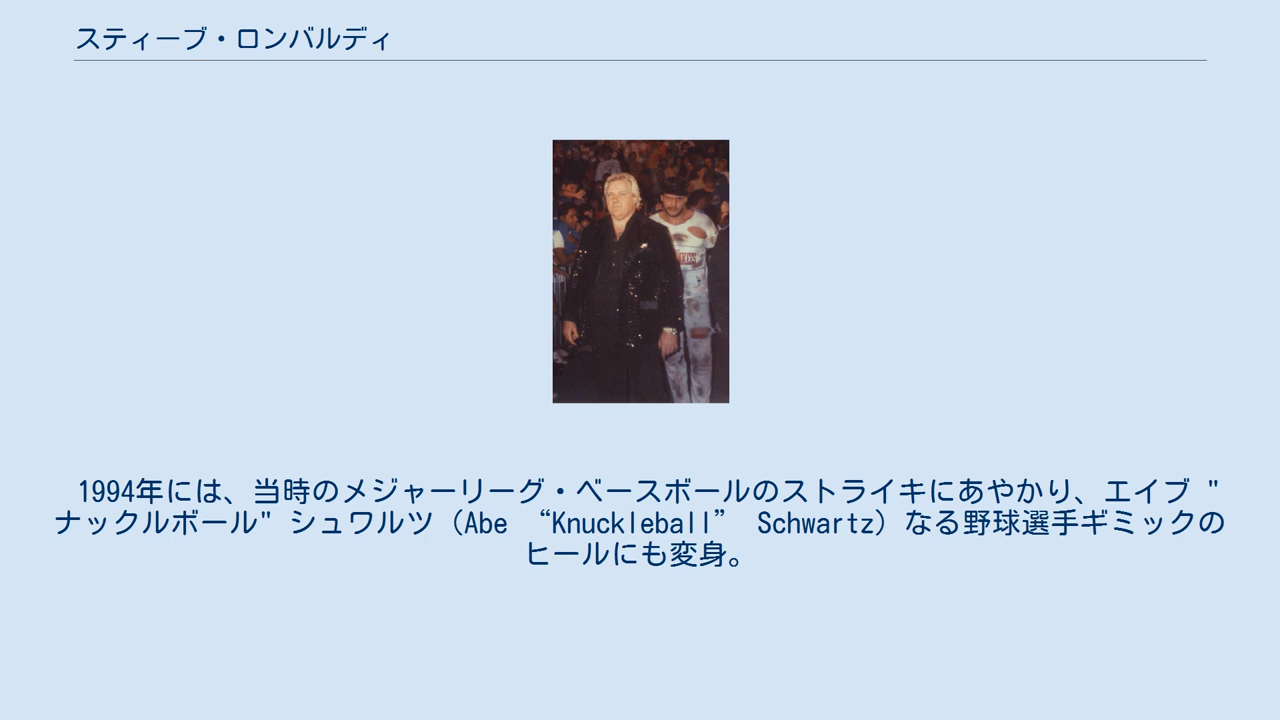 スティーブ・ロンバルディ
1994年には、当時のメジャーリーグ・ベースボールのストライキにあやかり、エイブ "
ナックルボール" シュワルツ（Abe “Knuckleball” Schwartz）なる野球選手ギミックの
ヒールにも変身。